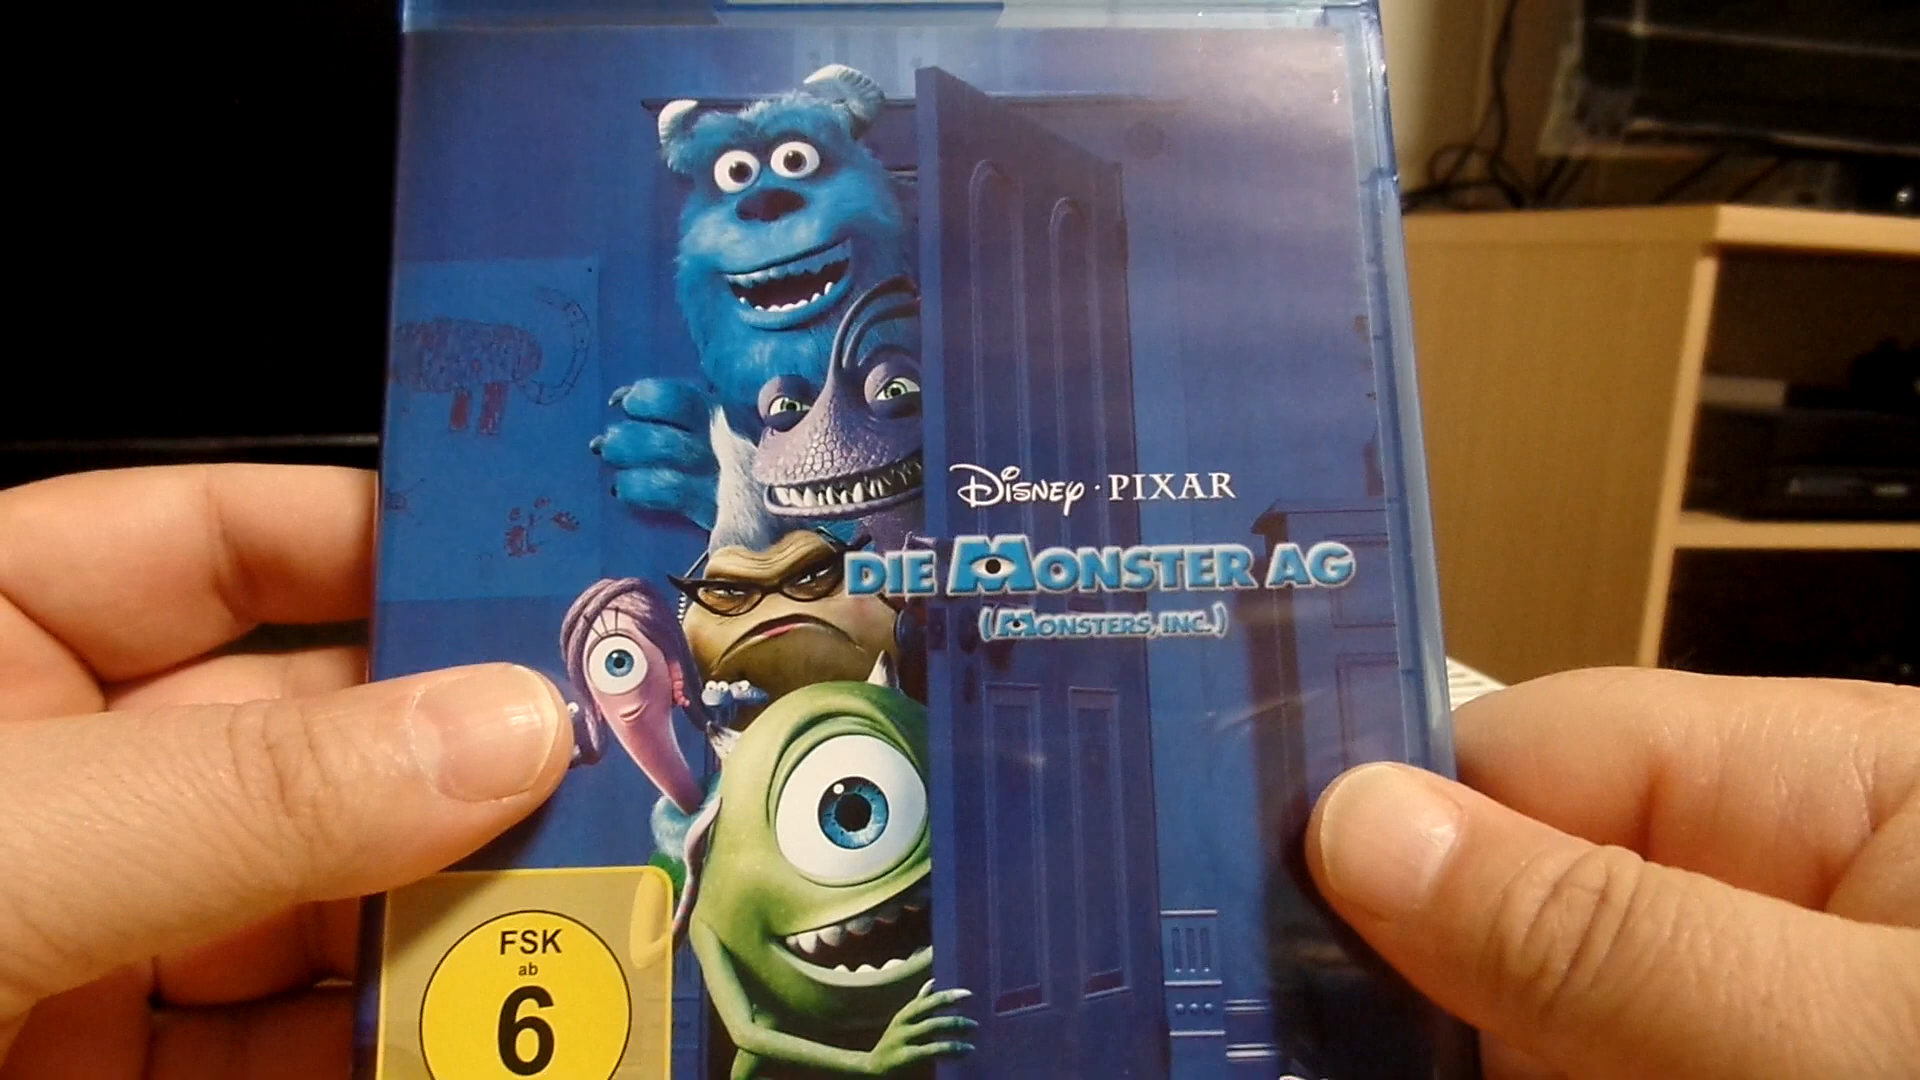 DISNEY · PIXAR
DIE MONSTER AG
(MONSTERS, INC.)
FSK
ab
6